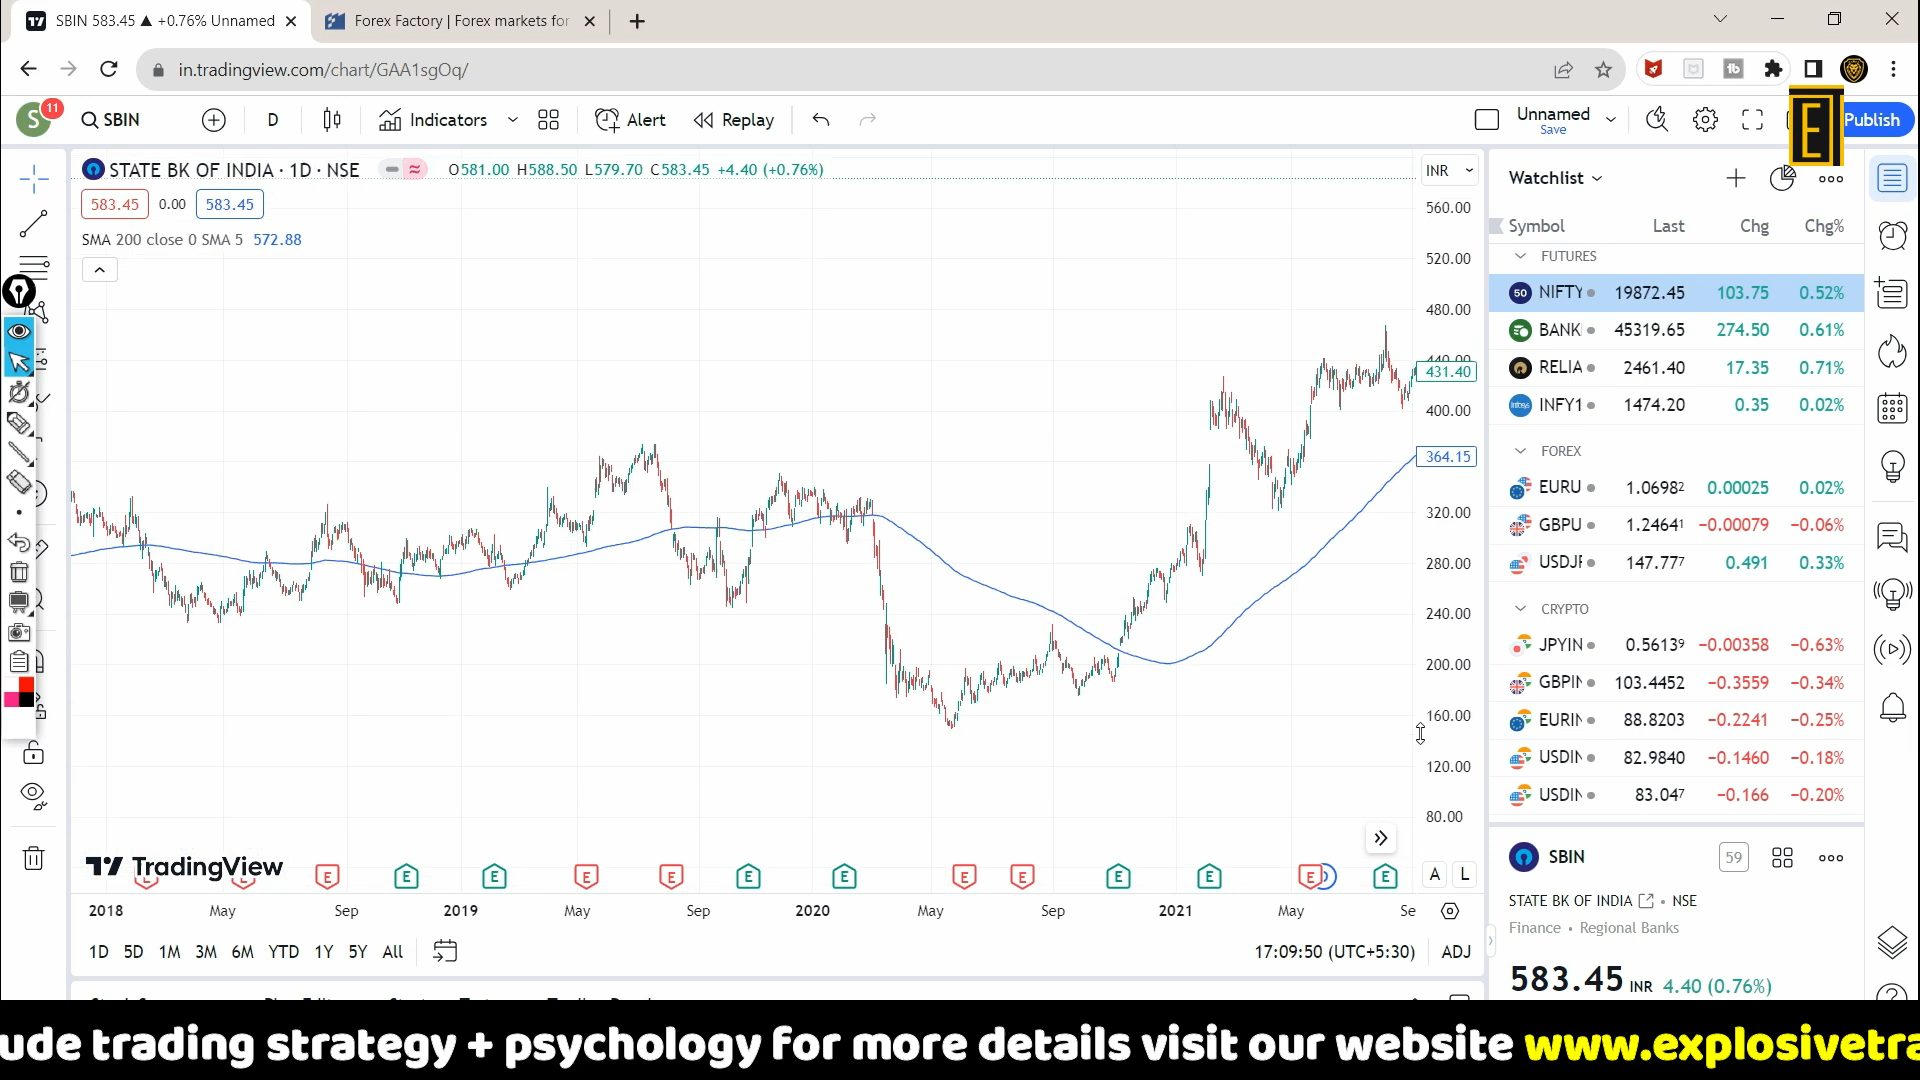 SBIN 583.45 ▲ +0.76% Unnamed
Forex Factory | Forex markets for
in.tradingview.com/chart/GAA1sgOq/
S 11 SBIN D Indicators Alert Replay Unnamed Save Publish
E
STATE BK OF INDIA · 1D · NSE O581.00 H588.50 L579.70 C583.45 +4.40 (+0.76%)
INR
583.45 0.00 583.45
SMA 200 close 0 SMA 5 572.88
560.00
520.00
480.00
440.00
431.40
400.00
364.15
320.00
280.00
240.00
200.00
160.00
120.00
80.00
TradingView
E E E E E E E E E E E E E E
A L
2018 May Sep 2019 May Sep 2020 May Sep 2021 May Se
1D 5D 1M 3M 6M YTD 1Y 5Y All
17:09:50 (UTC+5:30) ADJ
Watchlist
Symbol Last Chg Chg%
FUTURES
50 NIFTY 19872.45 103.75 0.52%
BANK 45319.65 274.50 0.61%
RELIA 2461.40 17.35 0.71%
INFY1 1474.20 0.35 0.02%
FOREX
EURU 1.06982 0.00025 0.02%
GBPU 1.24641 −0.00079 −0.06%
USDJP 147.777 0.491 0.33%
CRYPTO
JPYIN 0.56139 −0.00358 −0.63%
GBPIN 103.4452 −0.3559 −0.34%
EURIN 88.8203 −0.2241 −0.25%
USDIN 82.9840 −0.1460 −0.18%
USDIN 83.047 −0.166 −0.20%
SBIN 59
STATE BK OF INDIA • NSE
Finance • Regional Banks
583.45 INR 4.40 (0.76%)
ude trading strategy + psychology for more details visit our website www.explosivetra